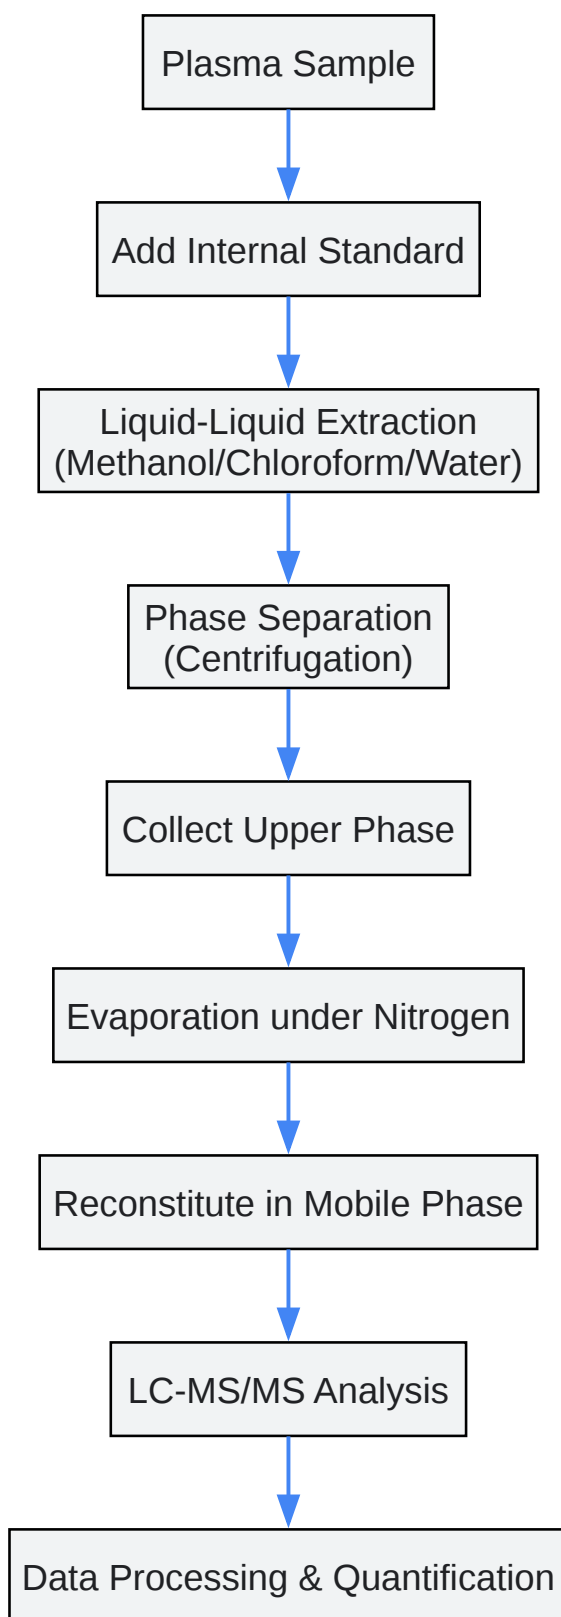 Plasma Sample
Add Internal Standard
Liquid-Liquid Extraction
(Methanol/Chloroform/Water)
Phase Separation
(Centrifugation)
Collect Upper Phase
Evaporation under Nitrogen
Reconstitute in Mobile Phase
LC-MS/MS Analysis
Data Processing & Quantification